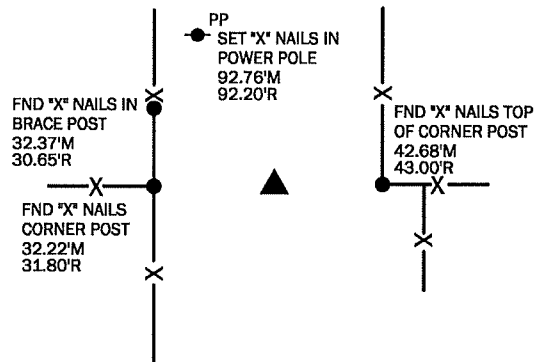 PP
SET "X" NAILS IN
POWER POLE
92.76'M
92.20'R
FND "X" NAILS IN
BRACE POST
32.37'M
30.65'R
FND "X" NAILS TOP
OF CORNER POST
42.68'M
43.00'R
FND "X" NAILS
CORNER POST
32.22'M
31.80'R